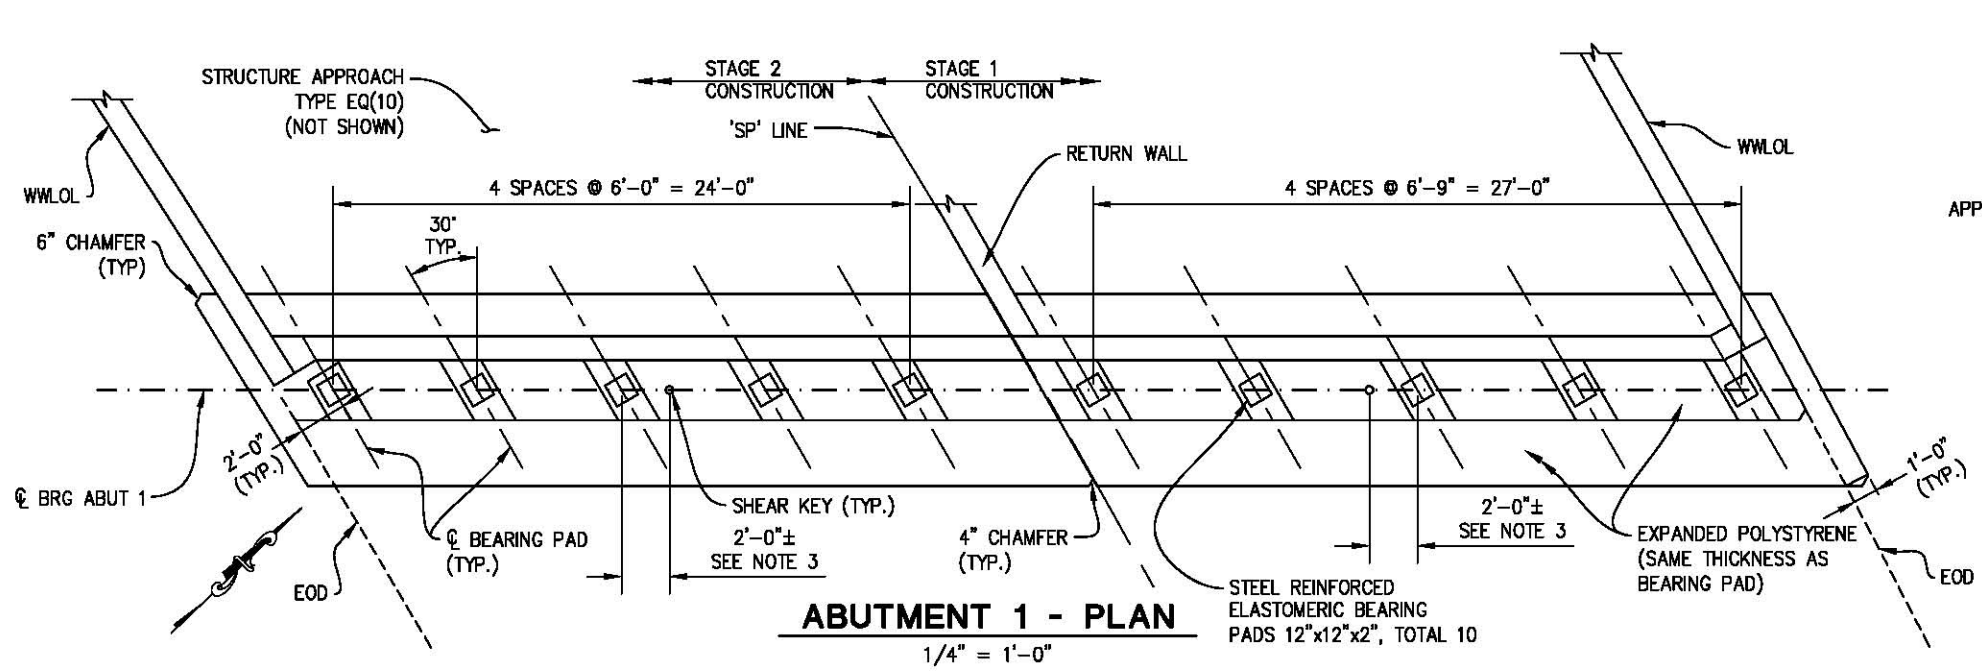 STRUCTURE APPROACH
TYPE EQ(10)
(NOT SHOWN)
STAGE 2
CONSTRUCTION
STAGE 1
CONSTRUCTION
'SP' LINE
RETURN WALL
WWLOL
WWLOL
4 SPACES @ 6'-0" = 24'-0"
4 SPACES @ 6'-9" = 27'-0"
APP
6" CHAMFER
(TYP)
30°
TYP.
2'-0"
(TYP.)
℄ BRG ABUT 1
SHEAR KEY (TYP.)
℄ BEARING PAD
(TYP.)
2'-0"±
SEE NOTE 3
EOD
4" CHAMFER
(TYP.)
2'-0"±
SEE NOTE 3
1'-0"
(TYP.)
EXPANDED POLYSTYRENE
(SAME THICKNESS AS
BEARING PAD)
EOD
STEEL REINFORCED
ELASTOMERIC BEARING
PADS 12"x12"x2", TOTAL 10
ABUTMENT 1 - PLAN
1/4" = 1'-0"